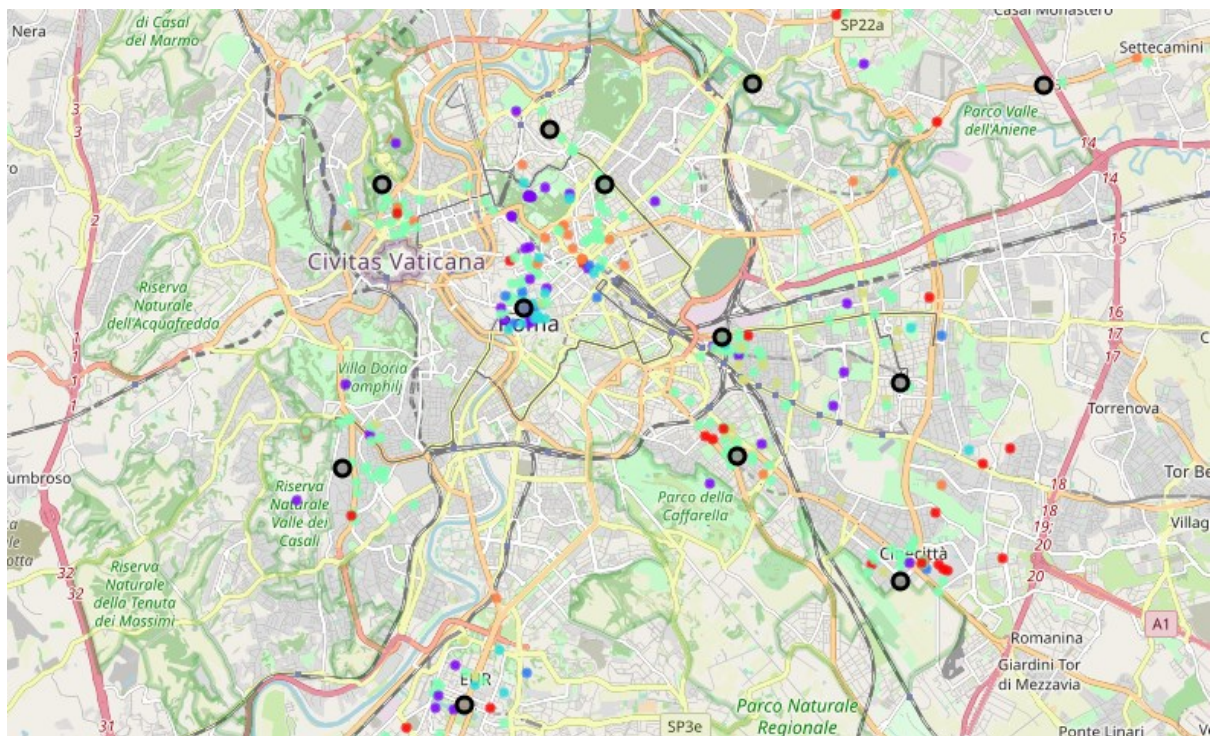 di Casal
del Marmo
Nera
SP22a
Casal Monastero
Settecamini
3
3
Parco Valle
dell'Aniene
14
14
14
2
15
Civitas Vaticana
Riserva
Naturale
dell'Acquafredda
16
17
17
Roma
1
1
1
1
Villa Doria
Pamphilj
Torrenova
Riserva
Naturale
Valle dei
Casali
Parco della
Caffarella
18
18
Tor Be
umbroso
19;
20
20
Villag
Cinecittà
32
32
Riserva
Naturale
della Tenuta
dei Massimi
A1
Romanina
Giardini Tor
di Mezzavia
EUR
31
SP3e
Parco Naturale
Regionale
Ponte Linari